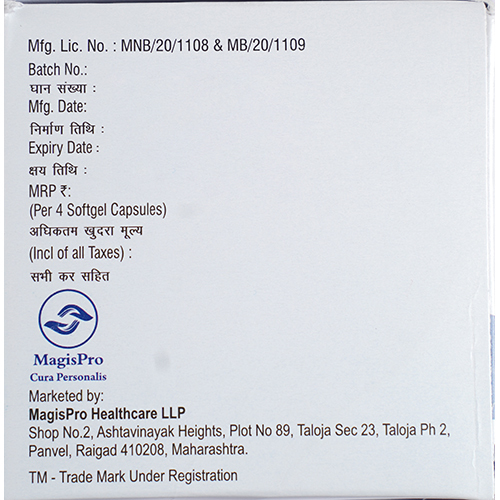 Mfg. Lic. No. : MNB/20/1108 & MB/20/1109
Batch No.:
घान संख्या :
Mfg. Date:
निर्माण तिथि :
Expiry Date :
क्षय तिथि :
MRP ₹:
(Per 4 Softgel Capsules)
अधिकतम खुदरा मूल्य
(Incl of all Taxes) :
सभी कर सहित
MagisPro
Cura Personalis
Marketed by:
MagisPro Healthcare LLP
Shop No.2, Ashtavinayak Heights, Plot No 89, Taloja Sec 23, Taloja Ph 2,
Panvel, Raigad 410208, Maharashtra.
TM - Trade Mark Under Registration